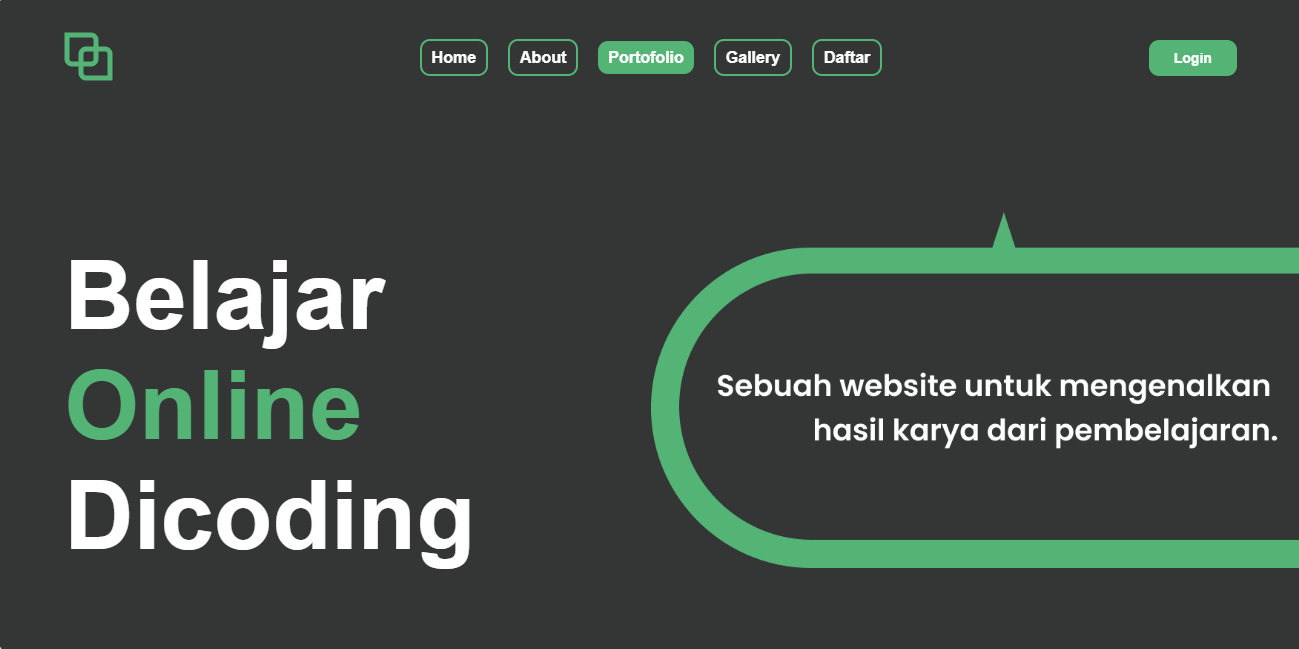 Home About Portofolio Gallery Daftar Login
Belajar
Online
Dicoding
Sebuah website untuk mengenalkan
hasil karya dari pembelajaran.